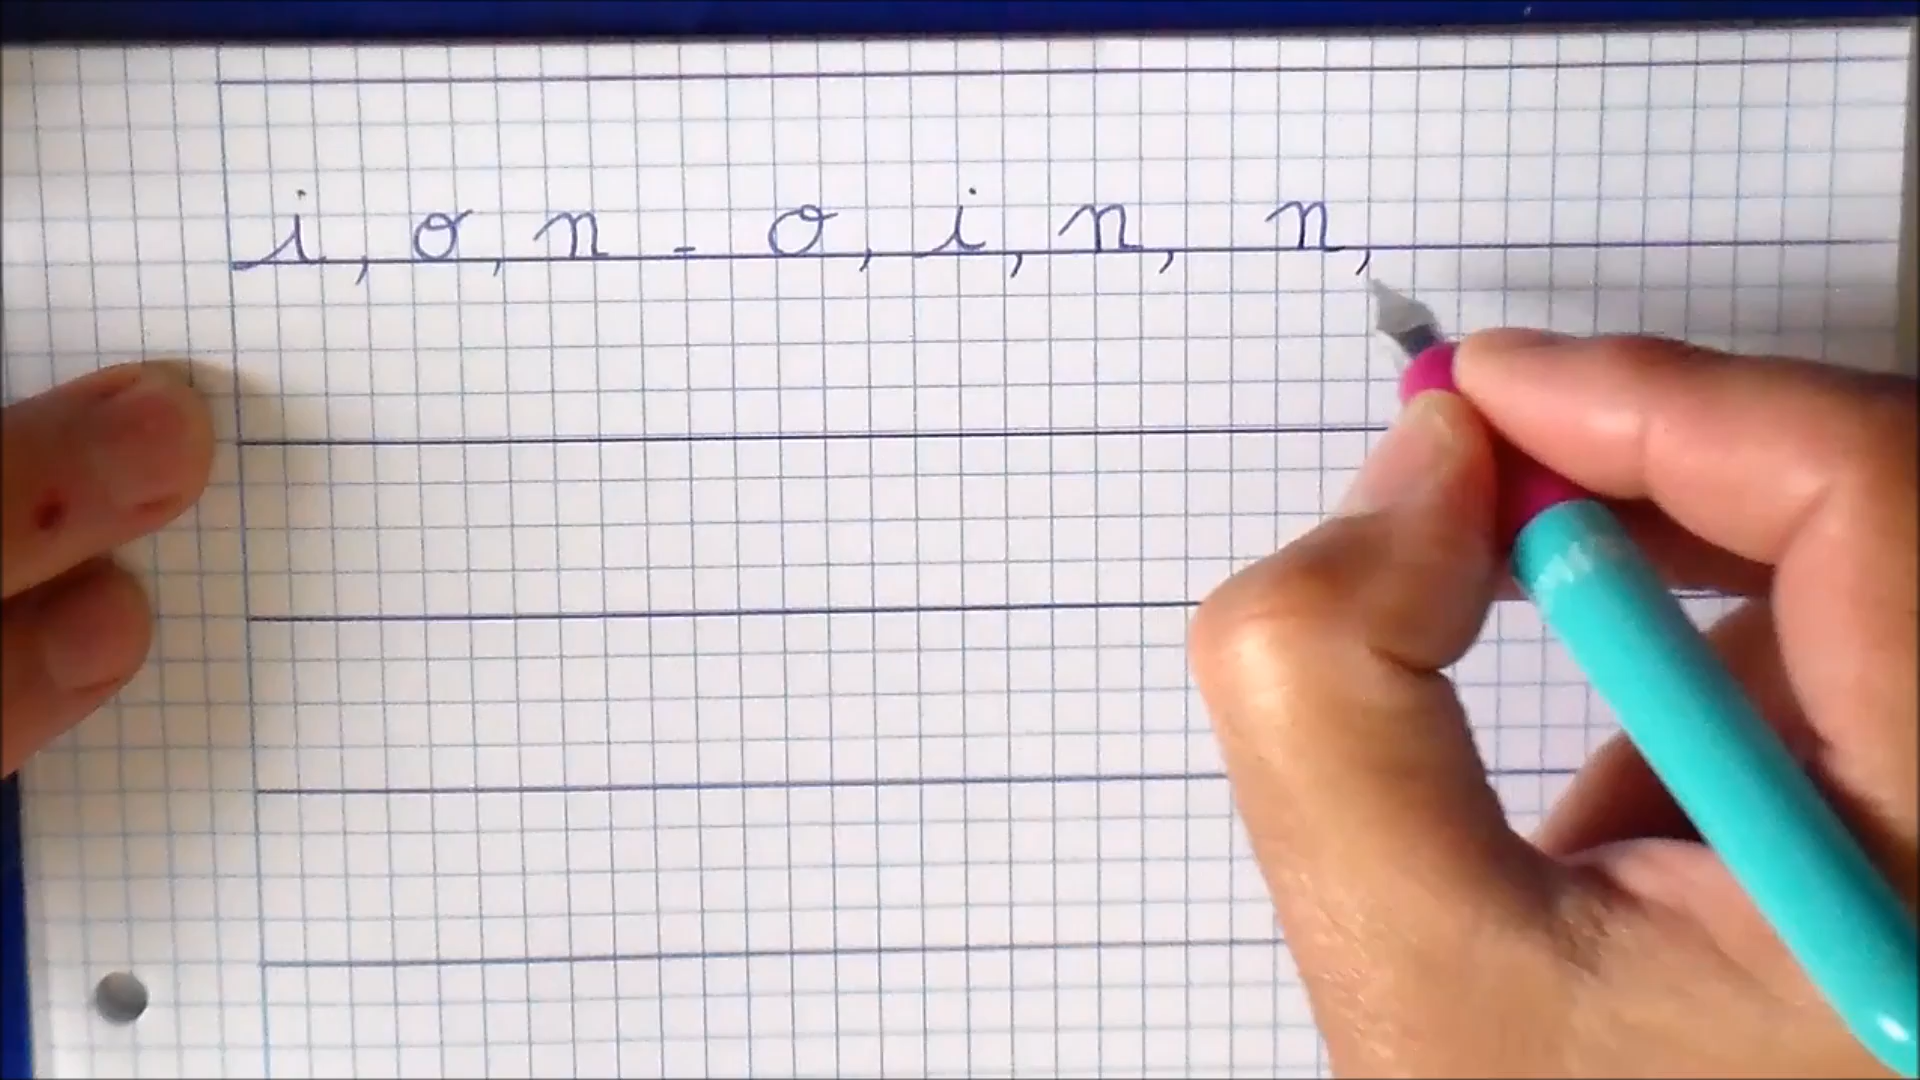 i, o, n - o, i, n, n,